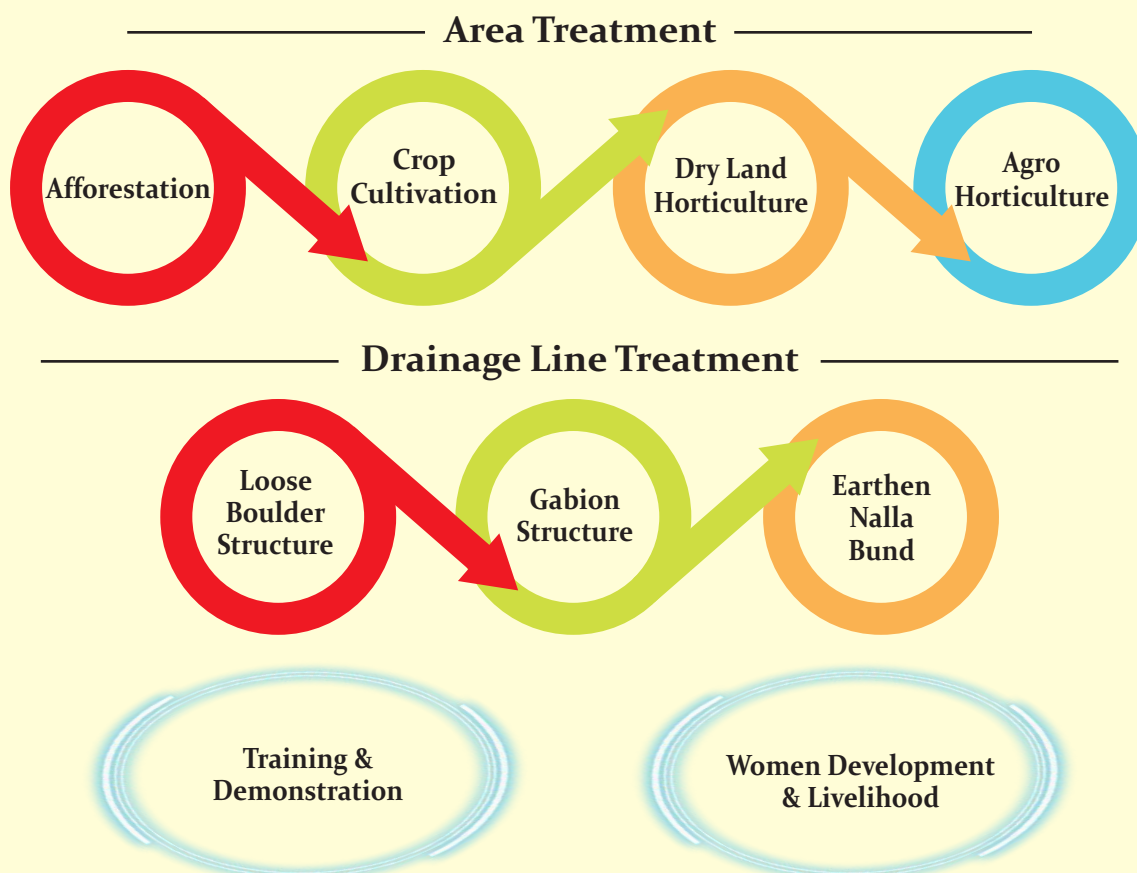 Area Treatment
Afforestation
Crop
Cultivation
Dry Land
Horticulture
Agro
Horticulture
Drainage Line Treatment
Loose
Boulder
Structure
Gabion
Structure
Earthen
Nalla
Bund
Training &
Demonstration
Women Development
& Livelihood